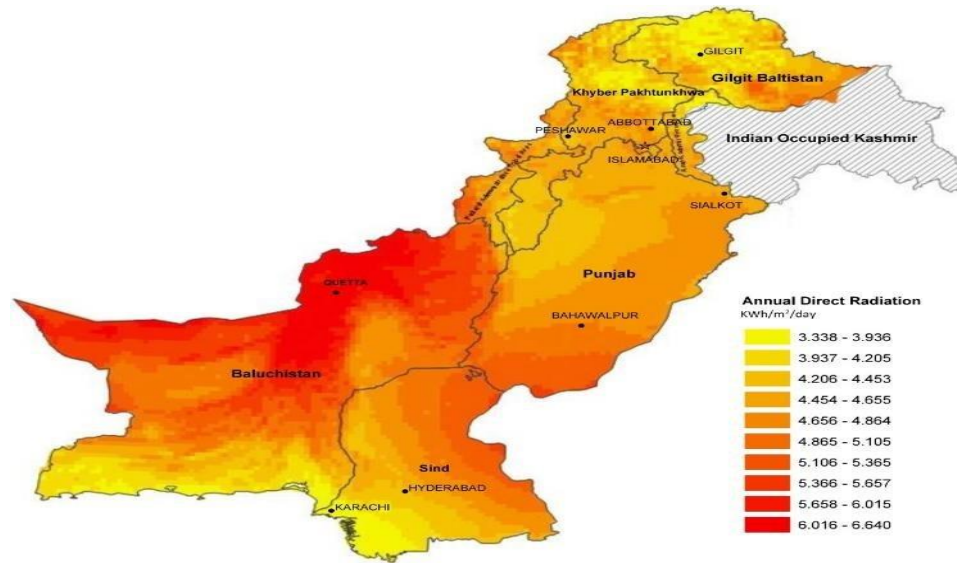 GILGIT
Gilgit Baltistan
Khyber Pakhtunkhwa
ABBOTTABAD
PESHAWAR
Indian Occupied Kashmir
ISLAMABAD
SIALKOT
Punjab
QUETTA
Annual Direct Radiation
KWh/m²/day
BAHAWALPUR
3.338 - 3.936
3.937 - 4.205
Baluchistan
4.206 - 4.453
4.454 - 4.655
4.656 - 4.864
4.865 - 5.105
Sind
5.106 - 5.365
HYDERABAD
5.366 - 5.657
KARACHI
5.658 - 6.015
6.016 - 6.640